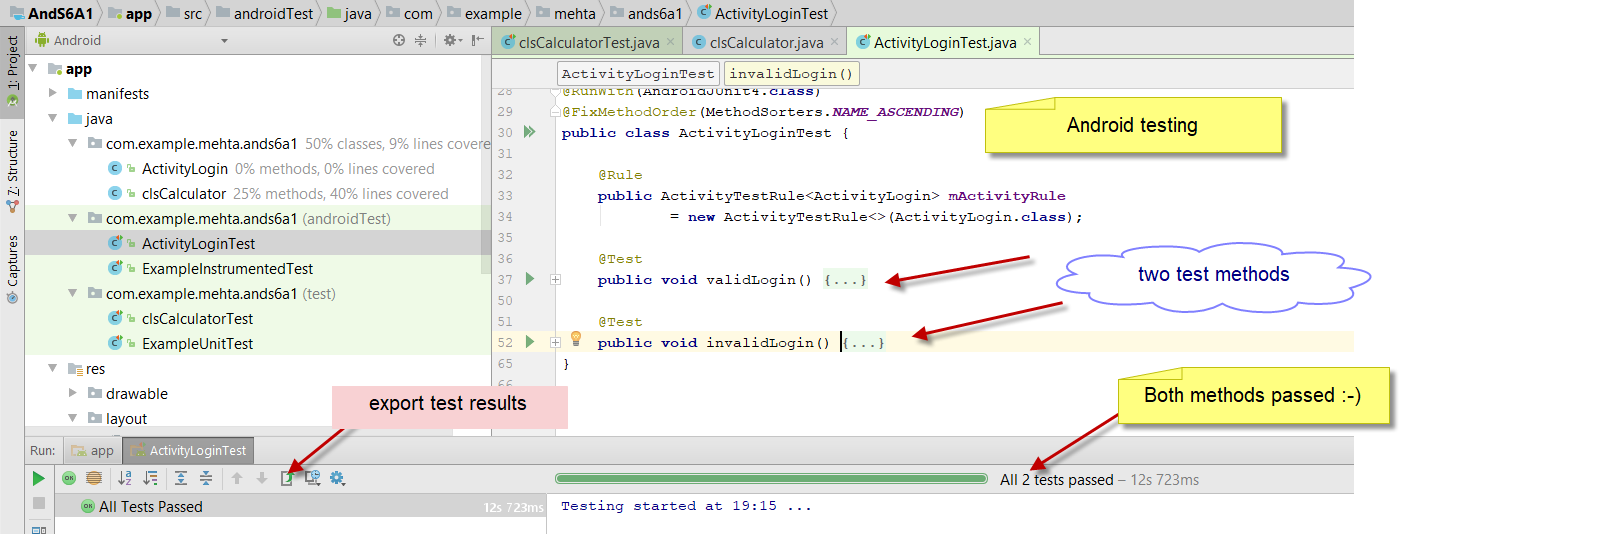 AndS6A1 app src androidTest java com example mehta ands6a1 ActivityLoginTest
1: Project
7: Structure
Captures
Android
app
manifests
java
com.example.mehta.ands6a1 50% classes, 9% lines covere
ActivityLogin 0% methods, 0% lines covered
clsCalculator 25% methods, 40% lines covered
com.example.mehta.ands6a1 (androidTest)
ActivityLoginTest
ExampleInstrumentedTest
com.example.mehta.ands6a1 (test)
clsCalculatorTest
ExampleUnitTest
res
drawable
layout
clsCalculatorTest.java clsCalculator.java ActivityLoginTest.java
ActivityLoginTest invalidLogin()
28 @RunWith(AndroidJUnit4.class)
29 @FixMethodOrder(MethodSorters.NAME_ASCENDING)
30 public class ActivityLoginTest {
31
32 @Rule
33 public ActivityTestRule<ActivityLogin> mActivityRule
34 = new ActivityTestRule<>(ActivityLogin.class);
35
36 @Test
37 public void validLogin() {...}
50
51 @Test
52 public void invalidLogin() {...}
65 }
66
Android testing
two test methods
Both methods passed :-)
export test results
Run: app ActivityLoginTest
All 2 tests passed – 12s 723ms
OK All Tests Passed 12s 723ms
Testing started at 19:15 ...